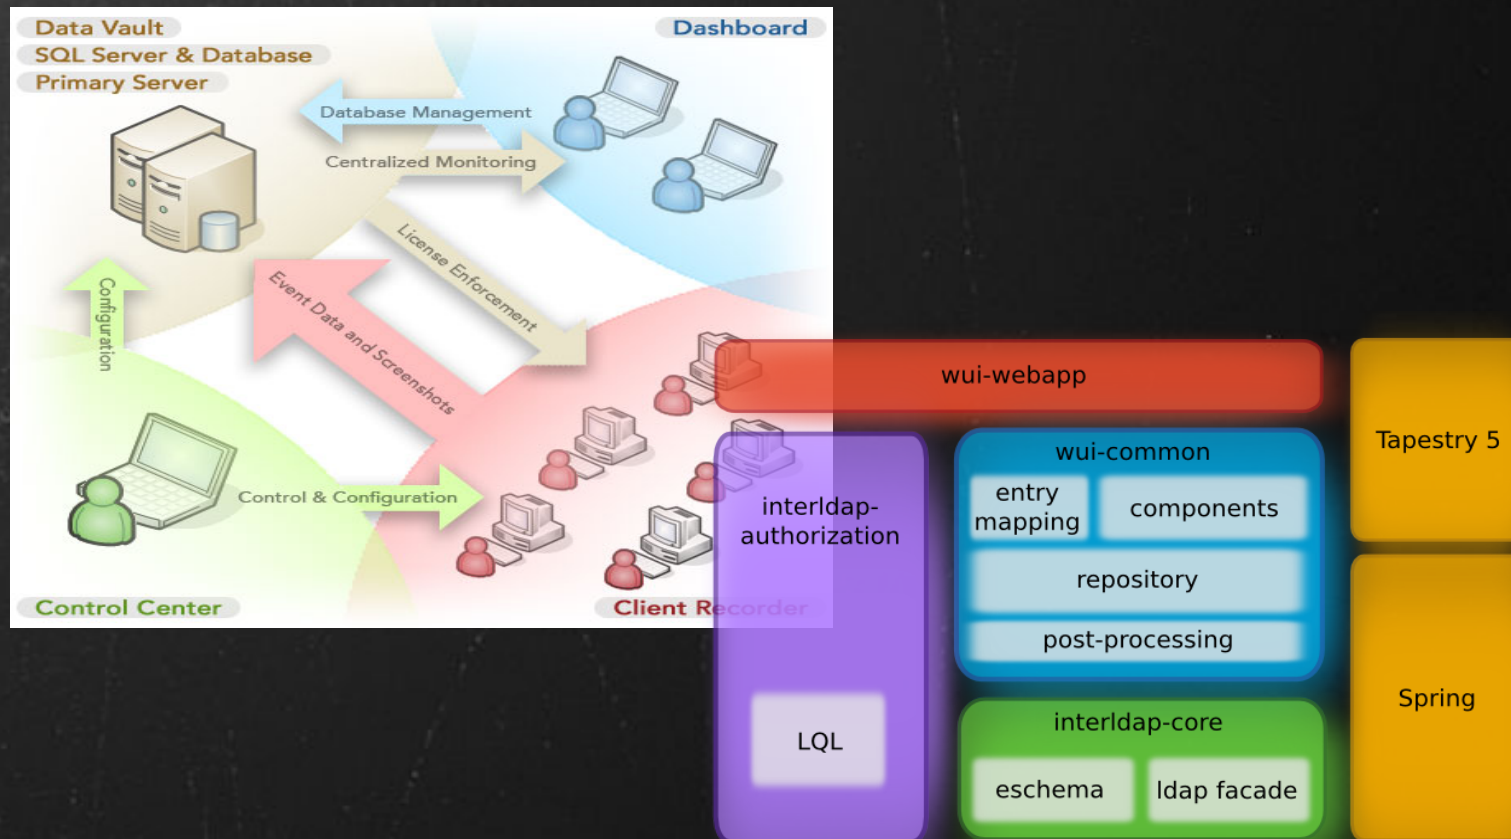 Data Vault
SQL Server & Database
Primary Server
Dashboard
Database Management
Centralized Monitoring
License Enforcement
Event Data and Screenshots
Configuration
Control & Configuration
Control Center
Client Recorder
wui-webapp
interldap-
authorization
LQL
wui-common
entry
mapping
components
repository
post-processing
interldap-core
eschema
ldap facade
Tapestry 5
Spring